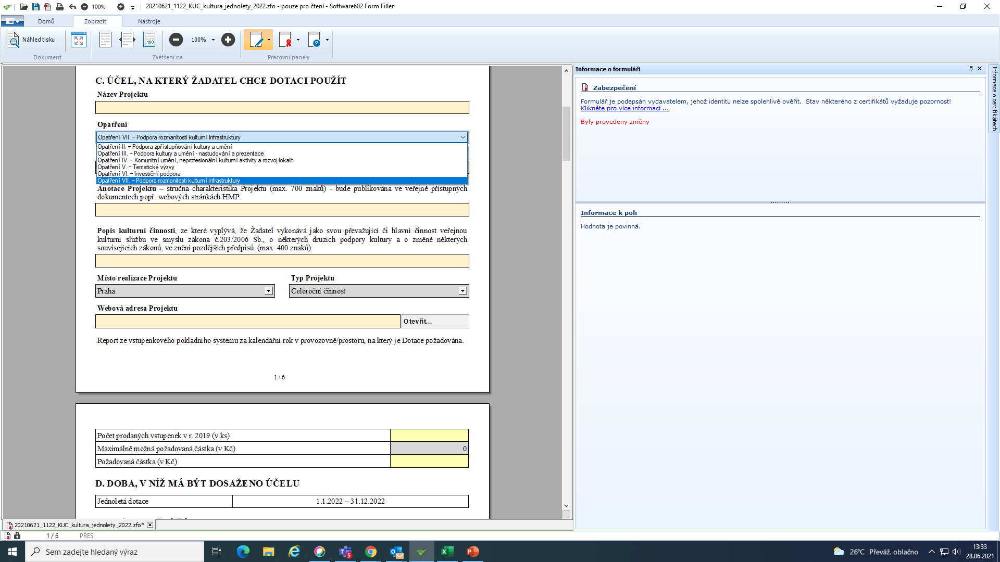 100%
20210621_1122_KUC_kultura_jednolety_2022.zfo - pouze pro čtení - Software602 Form Filler
Domů
Zobrazit
Nástroje
Náhled tisku
100
100%
Dokument
Zvětšení na
Pracovní panely
C. ÚČEL, NA KTERÝ ŽADATEL CHCE DOTACI POUŽÍT
Název Projektu
Opatření
Opatření VII. – Podpora rozmanitosti kulturní infrastruktury
Opatření II. – Podpora zpřístupňování kultury a umění
Opatření III. – Podpora kultury a umění - nastudování a prezentace
Opatření IV. – Komunitní umění, neprofesionální kulturní aktivity a rozvoj lokalit
Opatření V. – Tematické výzvy
Opatření VI. – Investiční podpora
Opatření VII. – Podpora rozmanitosti kulturní infrastruktury
Anotace Projektu – stručná charakteristika Projektu (max. 700 znaků) - bude publikována ve veřejně přístupných
dokumentech popř. webových stránkách HMP
Popis kulturní činnosti, ze které vyplývá, že Žadatel vykonává jako svou převažující či hlavní činnost veřejnou
kulturní službu ve smyslu zákona č.203/2006 Sb., o některých druzích podpory kultury a o změně některých
souvisejících zákonů, ve znění pozdějších předpisů. (max. 400 znaků)
Místo realizace Projektu
Typ Projektu
Praha
Celoroční činnost
Webová adresa Projektu
Otevřít...
Report ze vstupenkového pokladního systému za kalendářní rok v provozovně/prostoru, na který je Dotace požadována.
1 / 6
Počet prodaných vstupenek v r. 2019 (v ks)
Maximálně možná požadovaná částka (v Kč)
0
Požadovaná částka (v Kč)
D. DOBA, V NÍŽ MÁ BÝT DOSAŽENO ÚČELU
Jednoletá dotace
1.1.2022 – 31.12.2022
Informace o formuláři
Zabezpečení
Formulář je podepsán vydavatelem, jehož identitu nelze spolehlivě ověřit. Stav některého z certifikátů vyžaduje pozornost!
Klikněte pro více informací ...
Byly provedeny změny
Informace k poli
Hodnota je povinná.
Informace o certifikátech
20210621_1122_KUC_kultura_jednolety_2022.zfo*
1 / 6
PŘES
Sem zadejte hledaný výraz
5
26°C Převáž. oblačno
13:33
28.06.2021